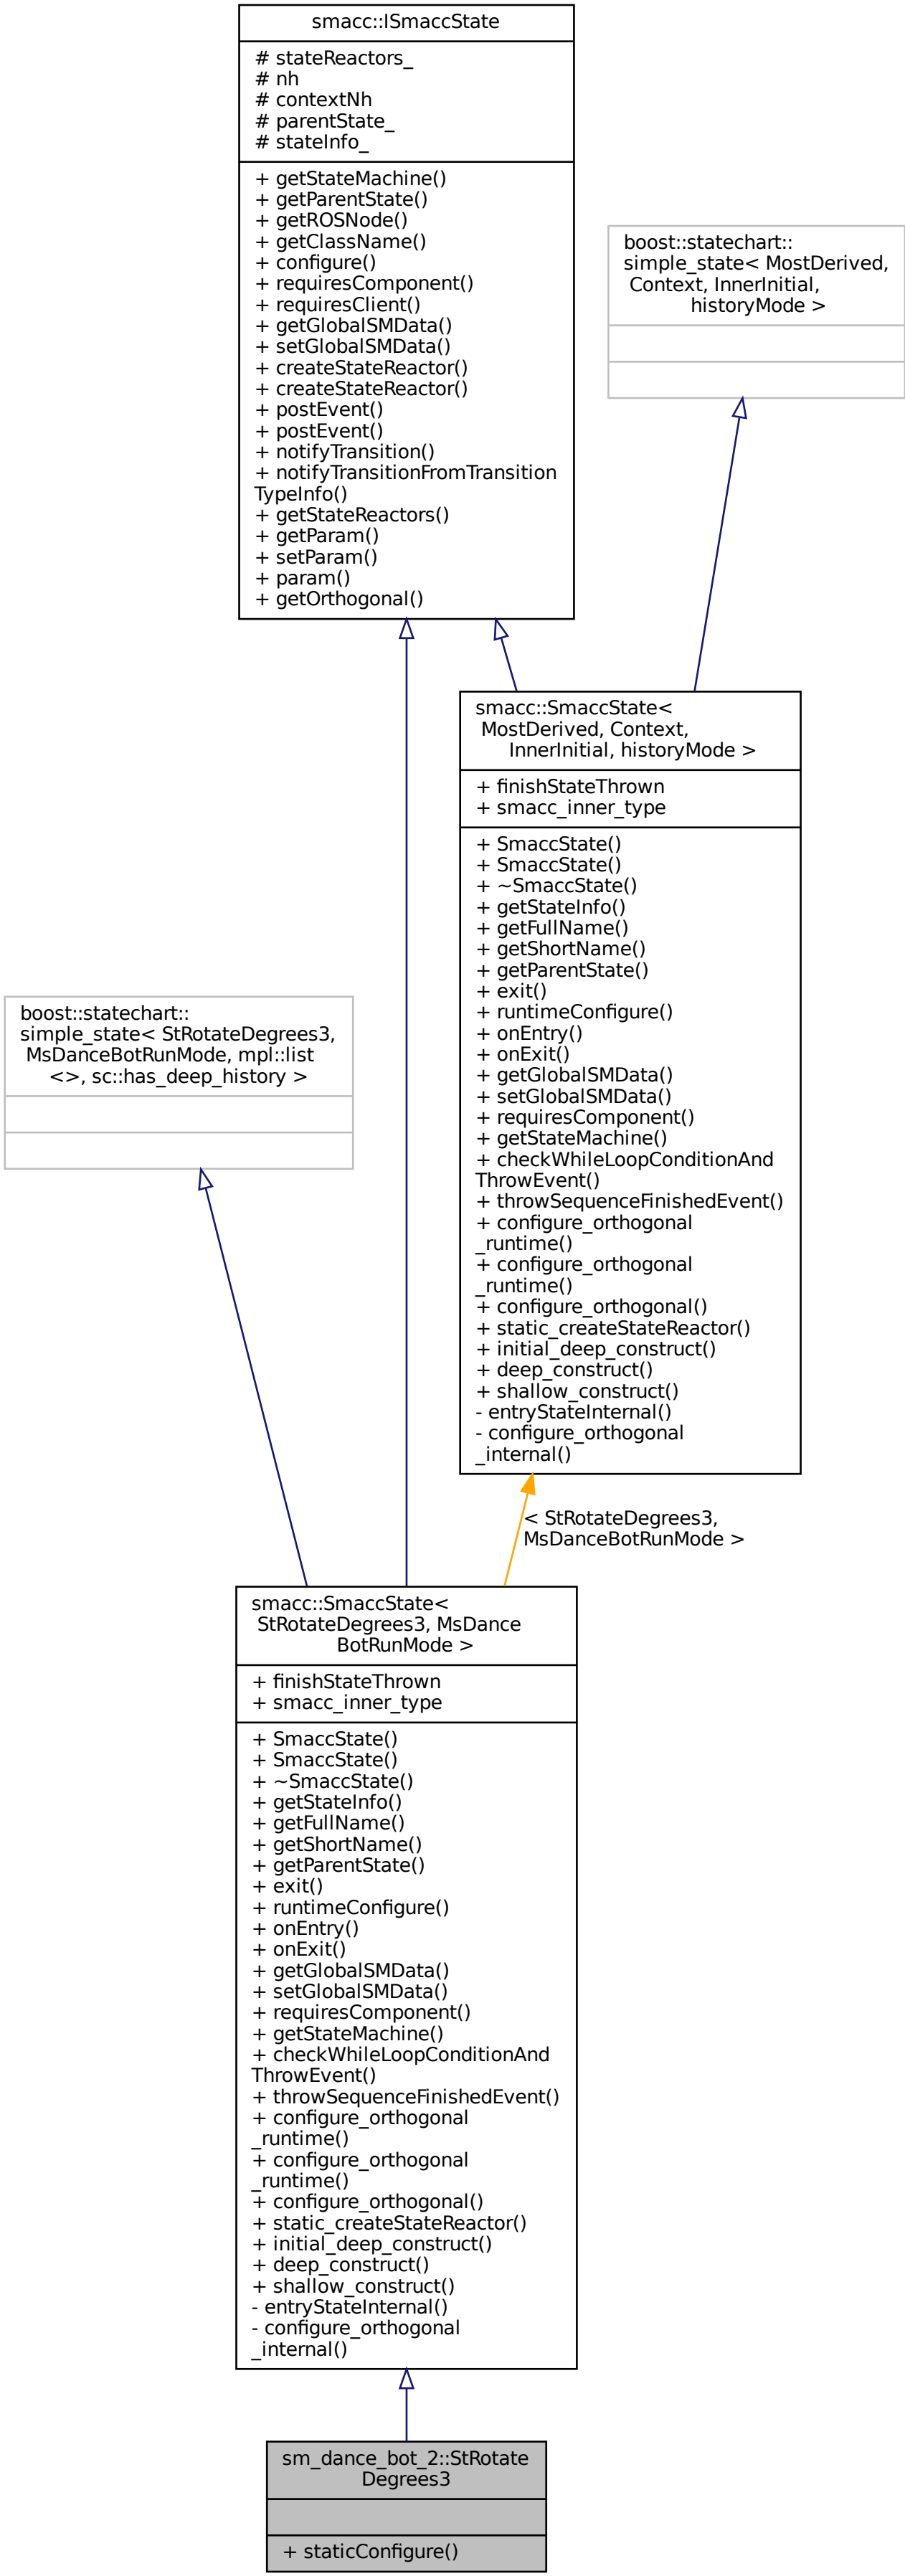 smacc::ISmaccState
# stateReactors_
# nh
# contextNh
# parentState_
# stateInfo_
+ getStateMachine()
+ getParentState()
+ getROSNode()
+ getClassName()
+ configure()
+ requiresComponent()
+ requiresClient()
+ getGlobalSMData()
+ setGlobalSMData()
+ createStateReactor()
+ createStateReactor()
+ postEvent()
+ postEvent()
+ notifyTransition()
+ notifyTransitionFromTransition
TypeInfo()
+ getStateReactors()
+ getParam()
+ setParam()
+ param()
+ getOrthogonal()
boost::statechart::
simple_state< MostDerived,
Context, InnerInitial,
historyMode >
smacc::SmaccState<
MostDerived, Context,
InnerInitial, historyMode >
+ finishStateThrown
+ smacc_inner_type
+ SmaccState()
+ SmaccState()
+ ~SmaccState()
+ getStateInfo()
+ getFullName()
+ getShortName()
+ getParentState()
+ exit()
+ runtimeConfigure()
+ onEntry()
+ onExit()
+ getGlobalSMData()
+ setGlobalSMData()
+ requiresComponent()
+ getStateMachine()
+ checkWhileLoopConditionAnd
ThrowEvent()
+ throwSequenceFinishedEvent()
+ configure_orthogonal
_runtime()
+ configure_orthogonal
_runtime()
+ configure_orthogonal()
+ static_createStateReactor()
+ initial_deep_construct()
+ deep_construct()
+ shallow_construct()
- entryStateInternal()
- configure_orthogonal
_internal()
boost::statechart::
simple_state< StRotateDegrees3,
MsDanceBotRunMode, mpl::list
<>, sc::has_deep_history >
< StRotateDegrees3,
MsDanceBotRunMode >
smacc::SmaccState<
StRotateDegrees3, MsDance
BotRunMode >
+ finishStateThrown
+ smacc_inner_type
+ SmaccState()
+ SmaccState()
+ ~SmaccState()
+ getStateInfo()
+ getFullName()
+ getShortName()
+ getParentState()
+ exit()
+ runtimeConfigure()
+ onEntry()
+ onExit()
+ getGlobalSMData()
+ setGlobalSMData()
+ requiresComponent()
+ getStateMachine()
+ checkWhileLoopConditionAnd
ThrowEvent()
+ throwSequenceFinishedEvent()
+ configure_orthogonal
_runtime()
+ configure_orthogonal
_runtime()
+ configure_orthogonal()
+ static_createStateReactor()
+ initial_deep_construct()
+ deep_construct()
+ shallow_construct()
- entryStateInternal()
- configure_orthogonal
_internal()
sm_dance_bot_2::StRotate
Degrees3
+ staticConfigure()